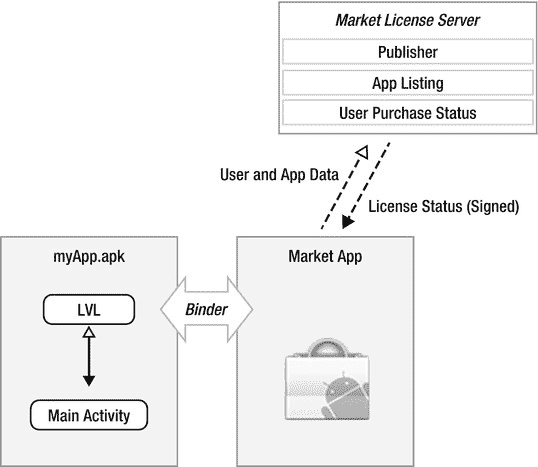 Market License Server
Publisher
App Listing
User Purchase Status
User and App Data
License Status (Signed)
myApp.apk
LVL
Main Activity
Binder
Market App